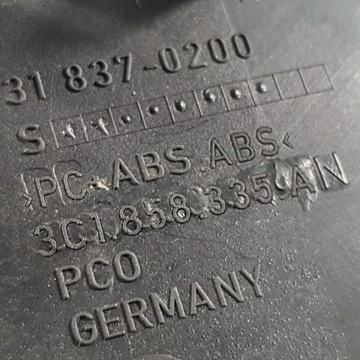 31 837-0200
S
>PC-ABS ABS<
3C1.858.335.AN
PCO
GERMANY